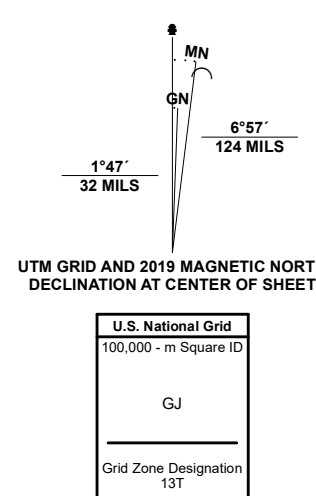 MN
GN
6°57´
124 MILS
1°47´
32 MILS
UTM GRID AND 2019 MAGNETIC NORT
DECLINATION AT CENTER OF SHEET
U.S. National Grid
100,000 - m Square ID
GJ
Grid Zone Designation
13T